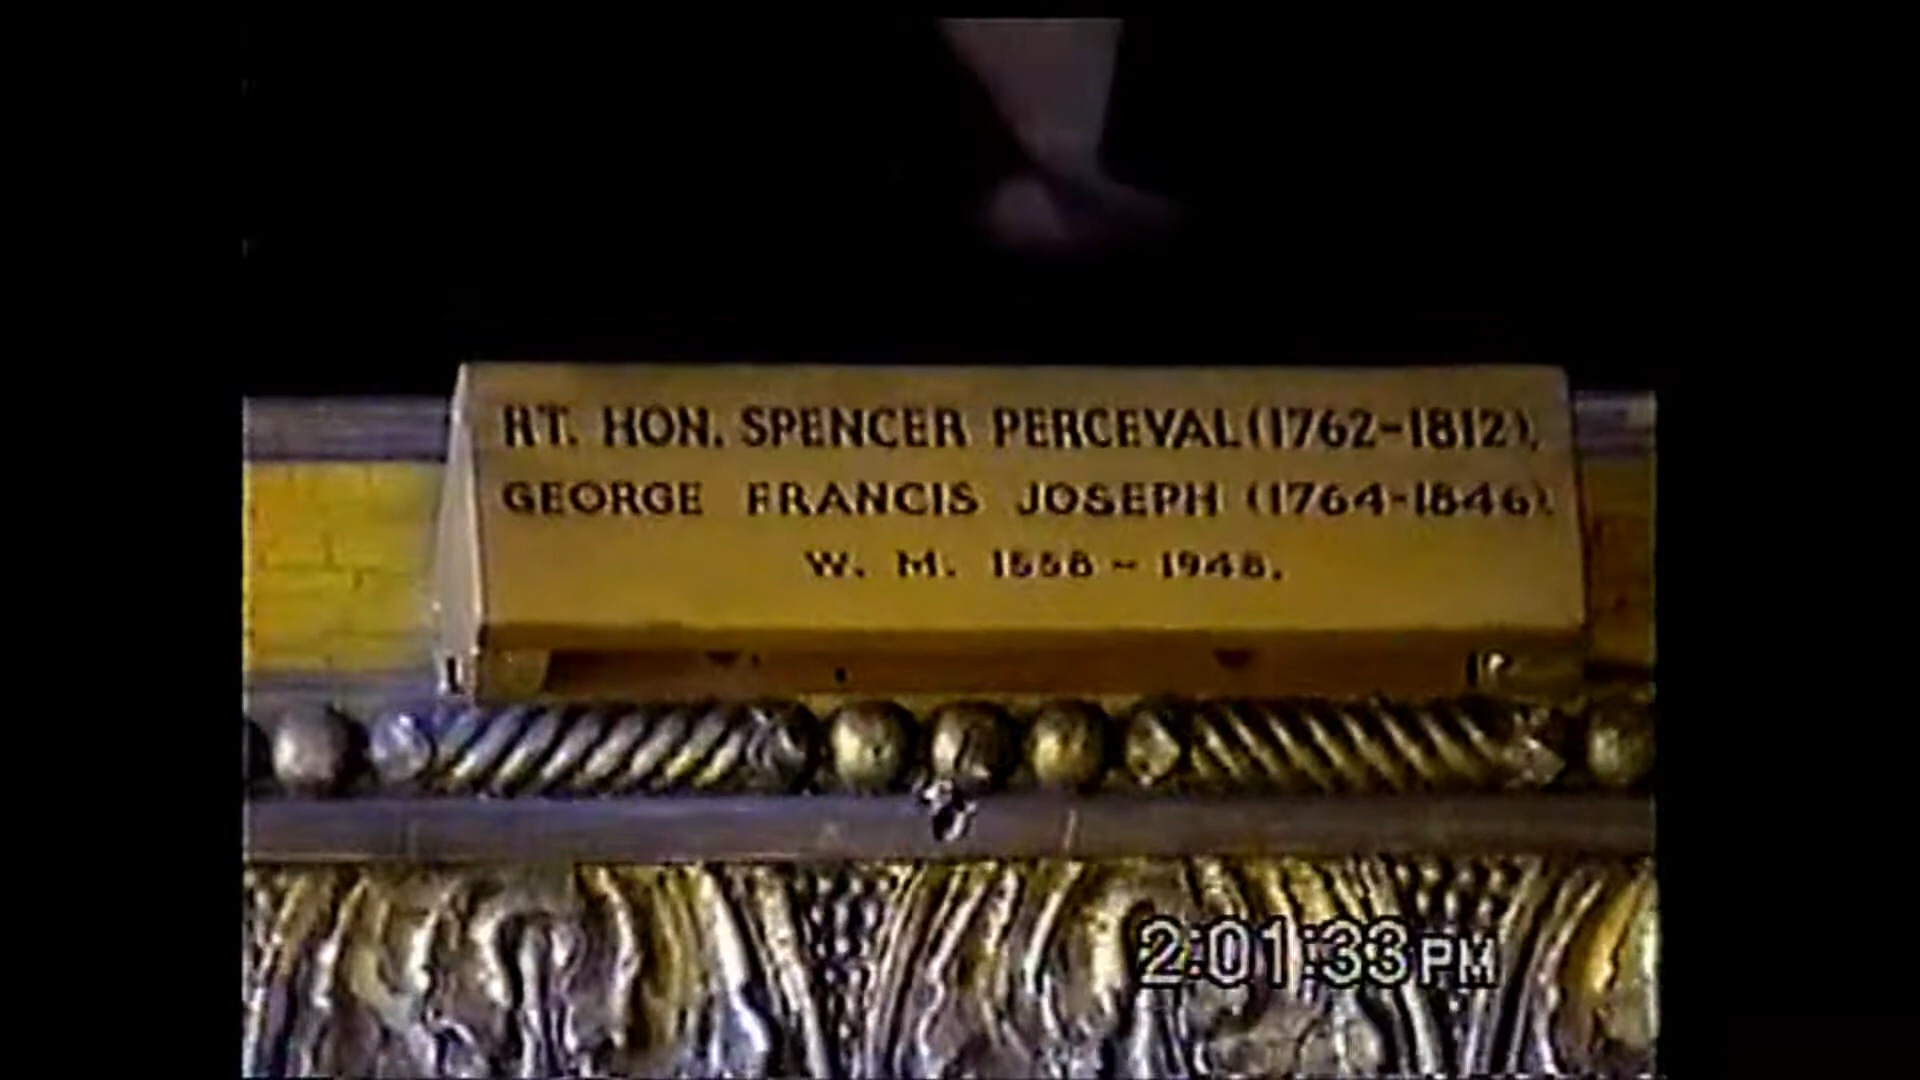 RT. HON. SPENCER PERCEVAL (1762-1812),
GEORGE FRANCIS JOSEPH (1764-1846),
W. M. 1558 - 1948.
2:01:33 PM